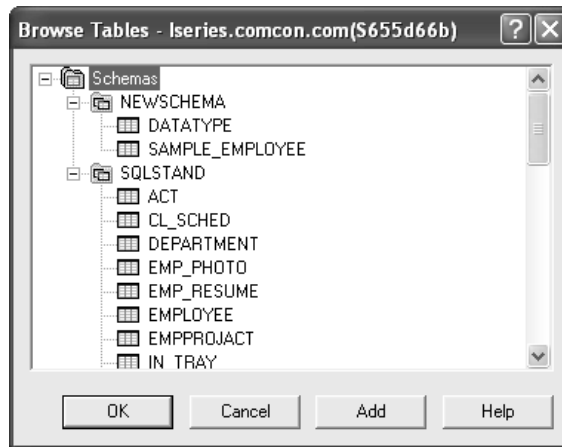 Browse Tables - Iseries.comcon.com(S655d66b)
Schemas
NEWSCHEMA
DATATYPE
SAMPLE_EMPLOYEE
SQLSTAND
ACT
CL_SCHED
DEPARTMENT
EMP_PHOTO
EMP_RESUME
EMPLOYEE
EMPPROJACT
IN_TRAY
OK Cancel Add Help